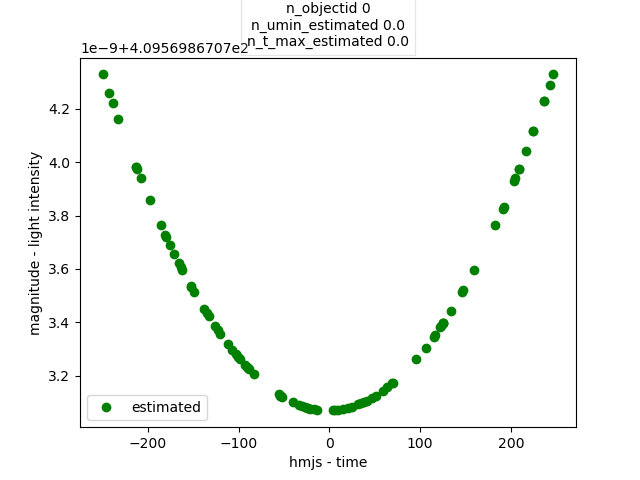 n_objectid 0
n_umin_estimated 0.0
n_t_max_estimated 0.0
1e−9+4.0956986707e2
4.2
4.0
3.8
3.6
3.4
3.2
magnitude - light intensity
estimated
−200
−100
0
100
200
hmjs - time